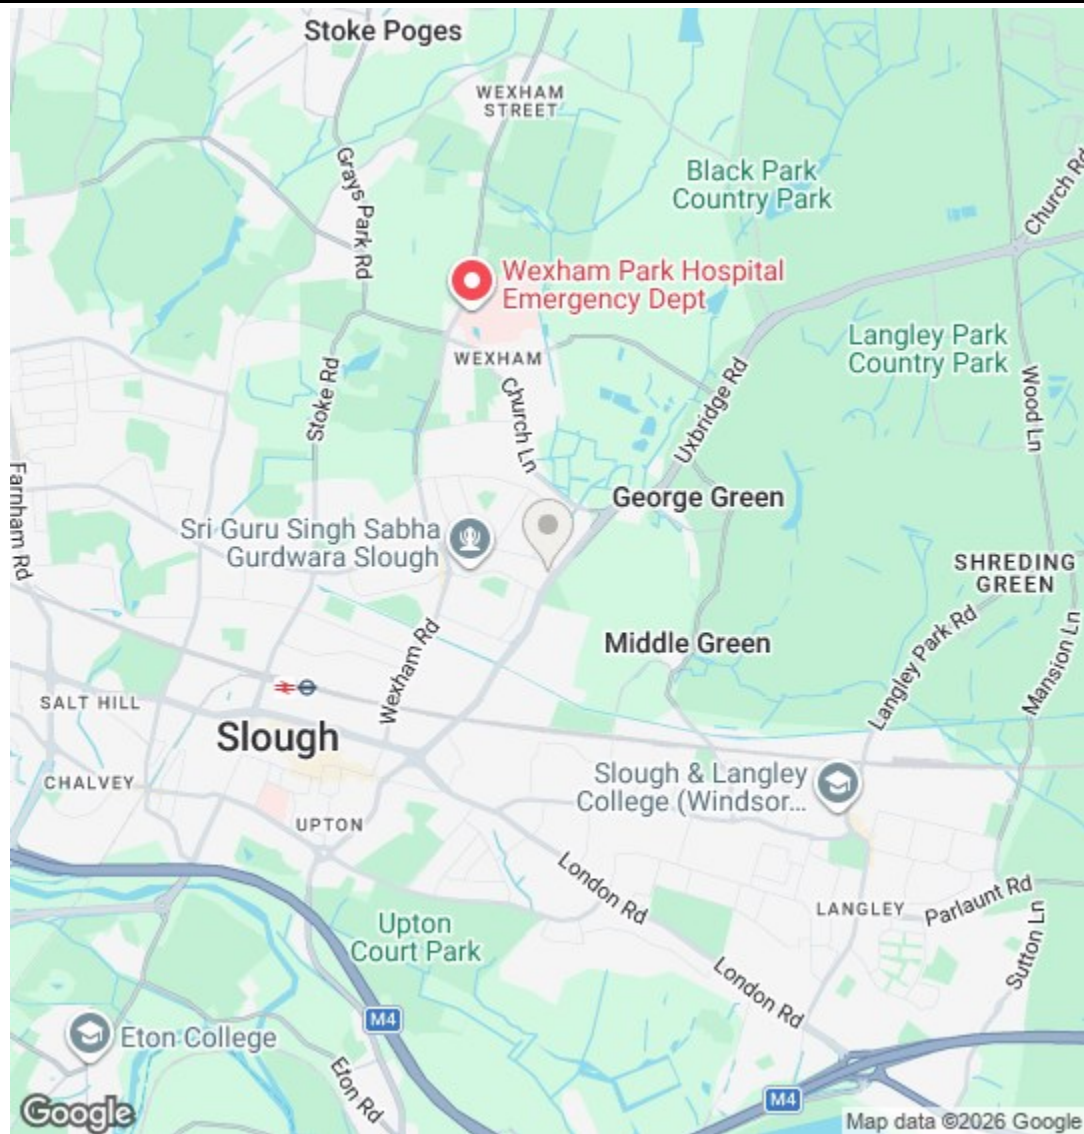 Stoke Poges
WEXHAM
STREET
Grays Park Rd
Black Park
Country Park
Church Rd
Wexham Park Hospital
Emergency Dept
WEXHAM
Langley Park
Country Park
Stoke Rd
Church Ln
Uxbridge Rd
Wood Ln
Farnham Rd
George Green
Sri Guru Singh Sabha
Gurdwara Slough
SHREDING
GREEN
Wexham Rd
Middle Green
Langley Park Rd
Mansion Ln
SALT HILL
Slough
CHALVEY
Slough & Langley
College (Windsor...
UPTON
London Rd
LANGLEY
Parlaunt Rd
Upton
Court Park
Sutton Ln
London Rd
M4
Eton College
Eton Rd
M4
Google
Map data ©2026 Google